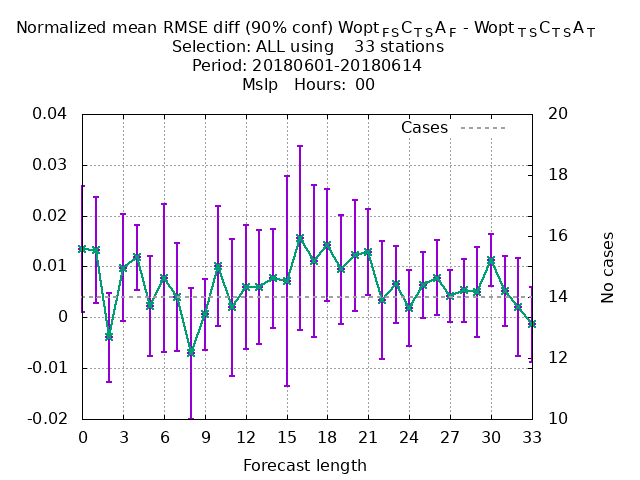 Normalized mean RMSE diff (90% conf) Wopt FS C TS A F - Wopt TS C TS A T
Selection: ALL using 33 stations
Period: 20180601-20180614
Mslp Hours: 00
Cases
0.04
0.03
0.02
0.01
0
-0.01
-0.02
20
18
16
14
12
10
No cases
0 3 6 9 12 15 18 21 24 27 30 33
Forecast length